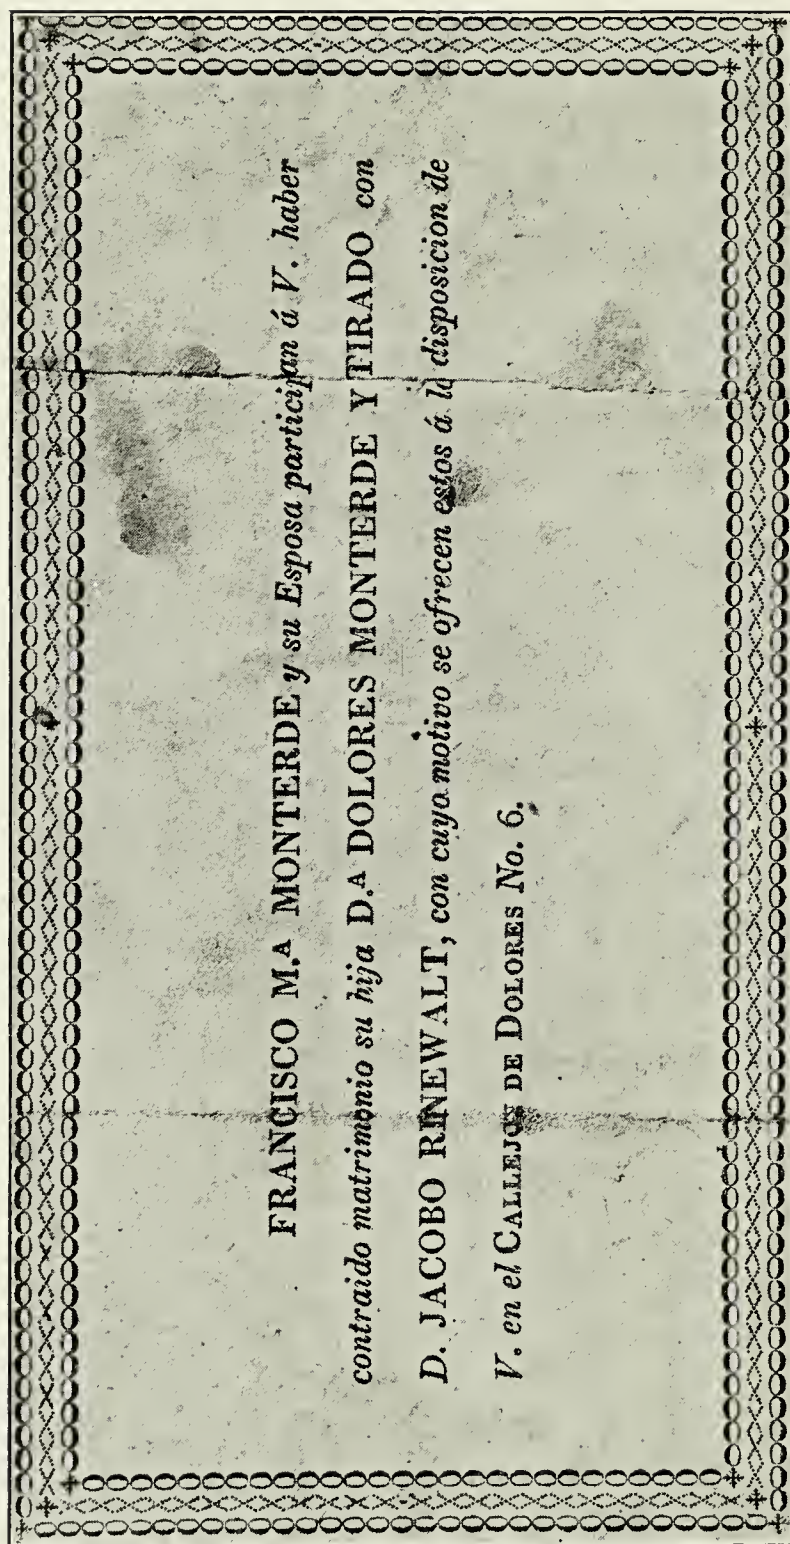 FRANCISCO M.ᴬ MONTERDE y su Esposa participan á V. haber
contraido matrimonio su hija D.ᴬ DOLORES MONTERDE Y TIRADO con
D. JACOBO RINEWALT, con cuyo motivo se ofrecen estos á la disposicion de
V. en el CALLEJON DE DOLORES No. 6.